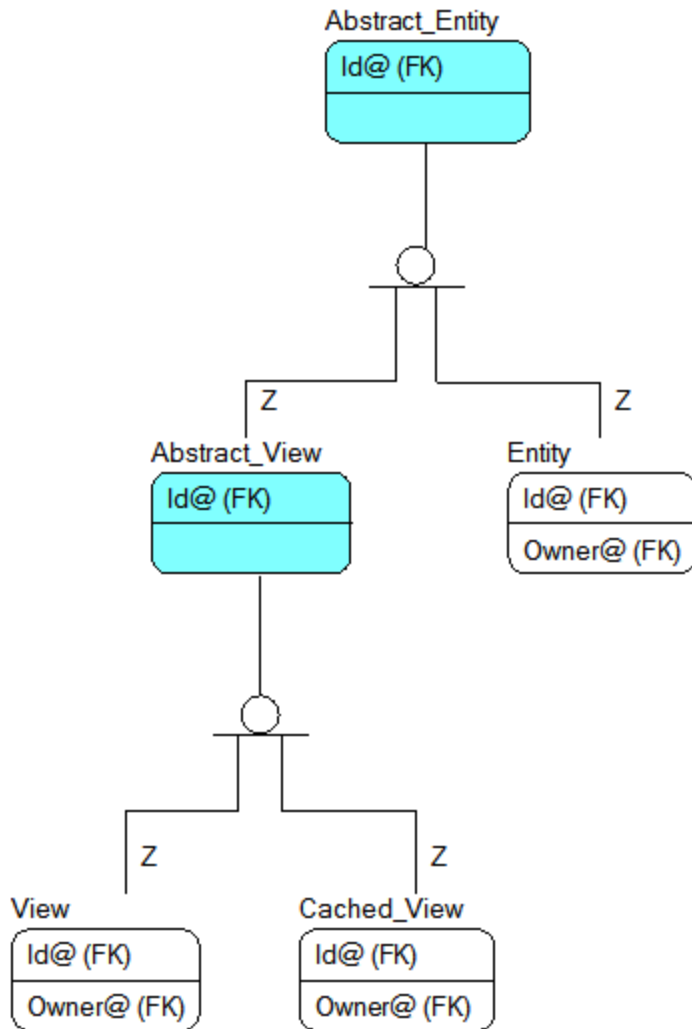 Abstract_Entity
Id@ (FK)
Z
Z
Abstract_View
Id@ (FK)
Entity
Id@ (FK)
Owner@ (FK)
Z
Z
View
Id@ (FK)
Owner@ (FK)
Cached_View
Id@ (FK)
Owner@ (FK)